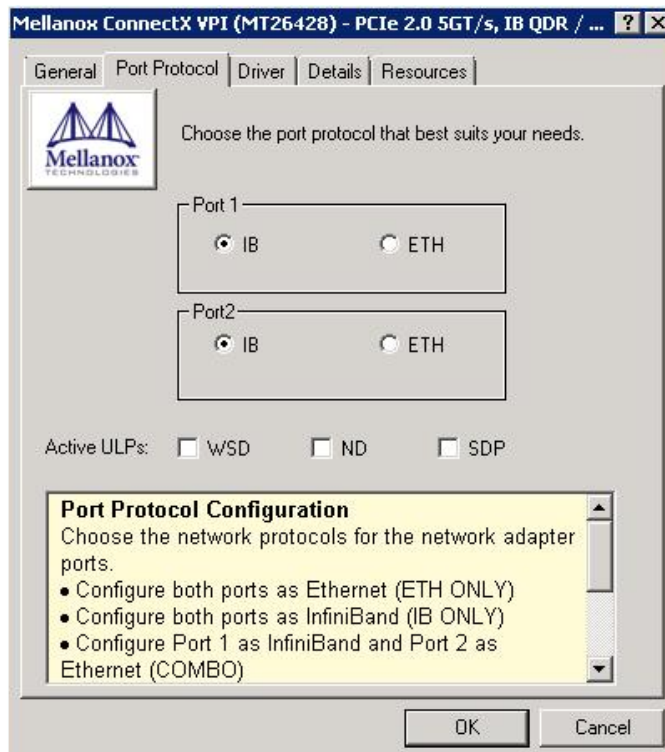 Mellanox ConnectX VPI (MT26428) - PCIe 2.0 5GT/s, IB QDR / ...
General Port Protocol Driver Details Resources
Mellanox
TECHNOLOGIES
Choose the port protocol that best suits your needs.
Port 1
IB ETH
Port2
IB ETH
Active ULPs: WSD ND SDP
Port Protocol Configuration
Choose the network protocols for the network adapter
ports.
• Configure both ports as Ethernet (ETH ONLY)
• Configure both ports as InfiniBand (IB ONLY)
• Configure Port 1 as InfiniBand and Port 2 as
Ethernet (COMBO)
OK Cancel